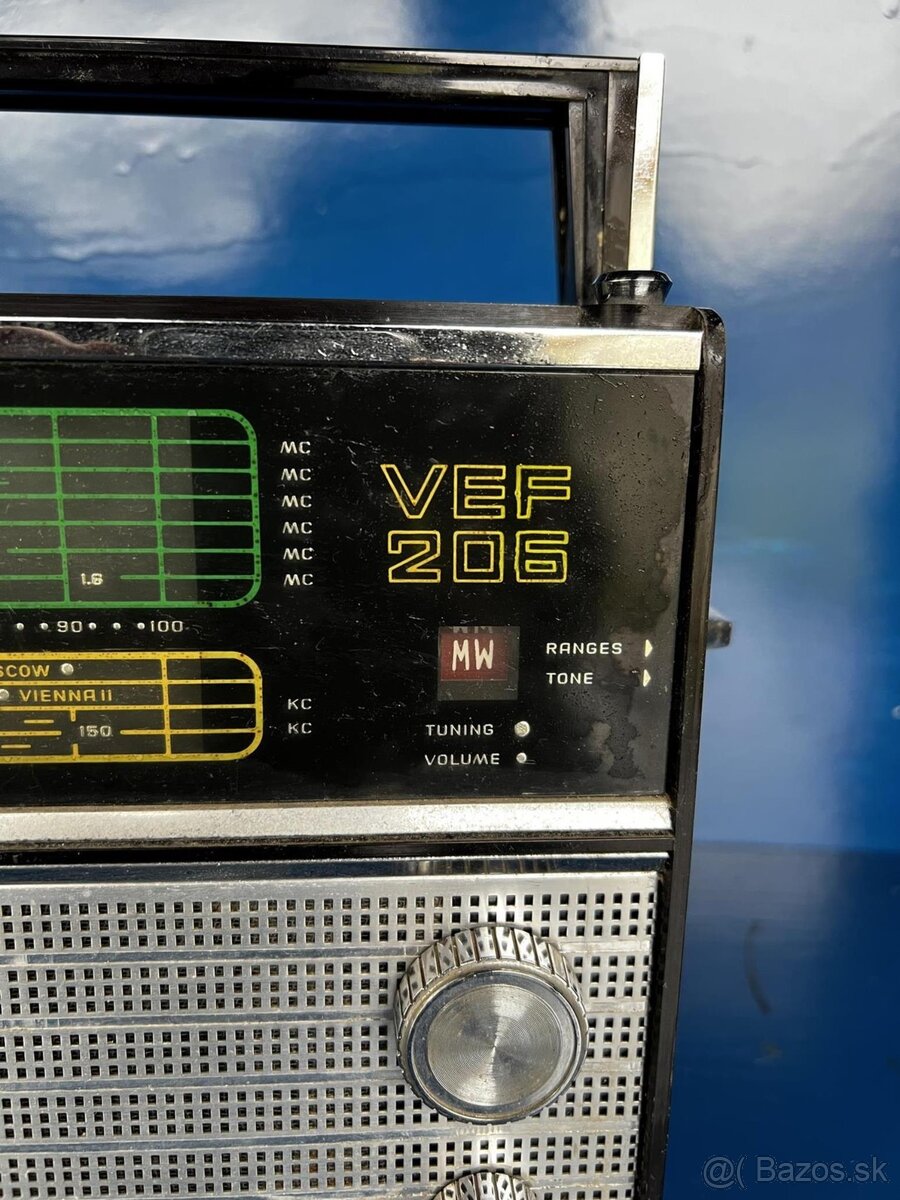 MC
MC
MC
MC
MC
MC
VEF
206
1.6
90 100
MW
RANGES
TONE
VIENNA II
150
KC
KC
TUNING
VOLUME
@( Bazos.sk